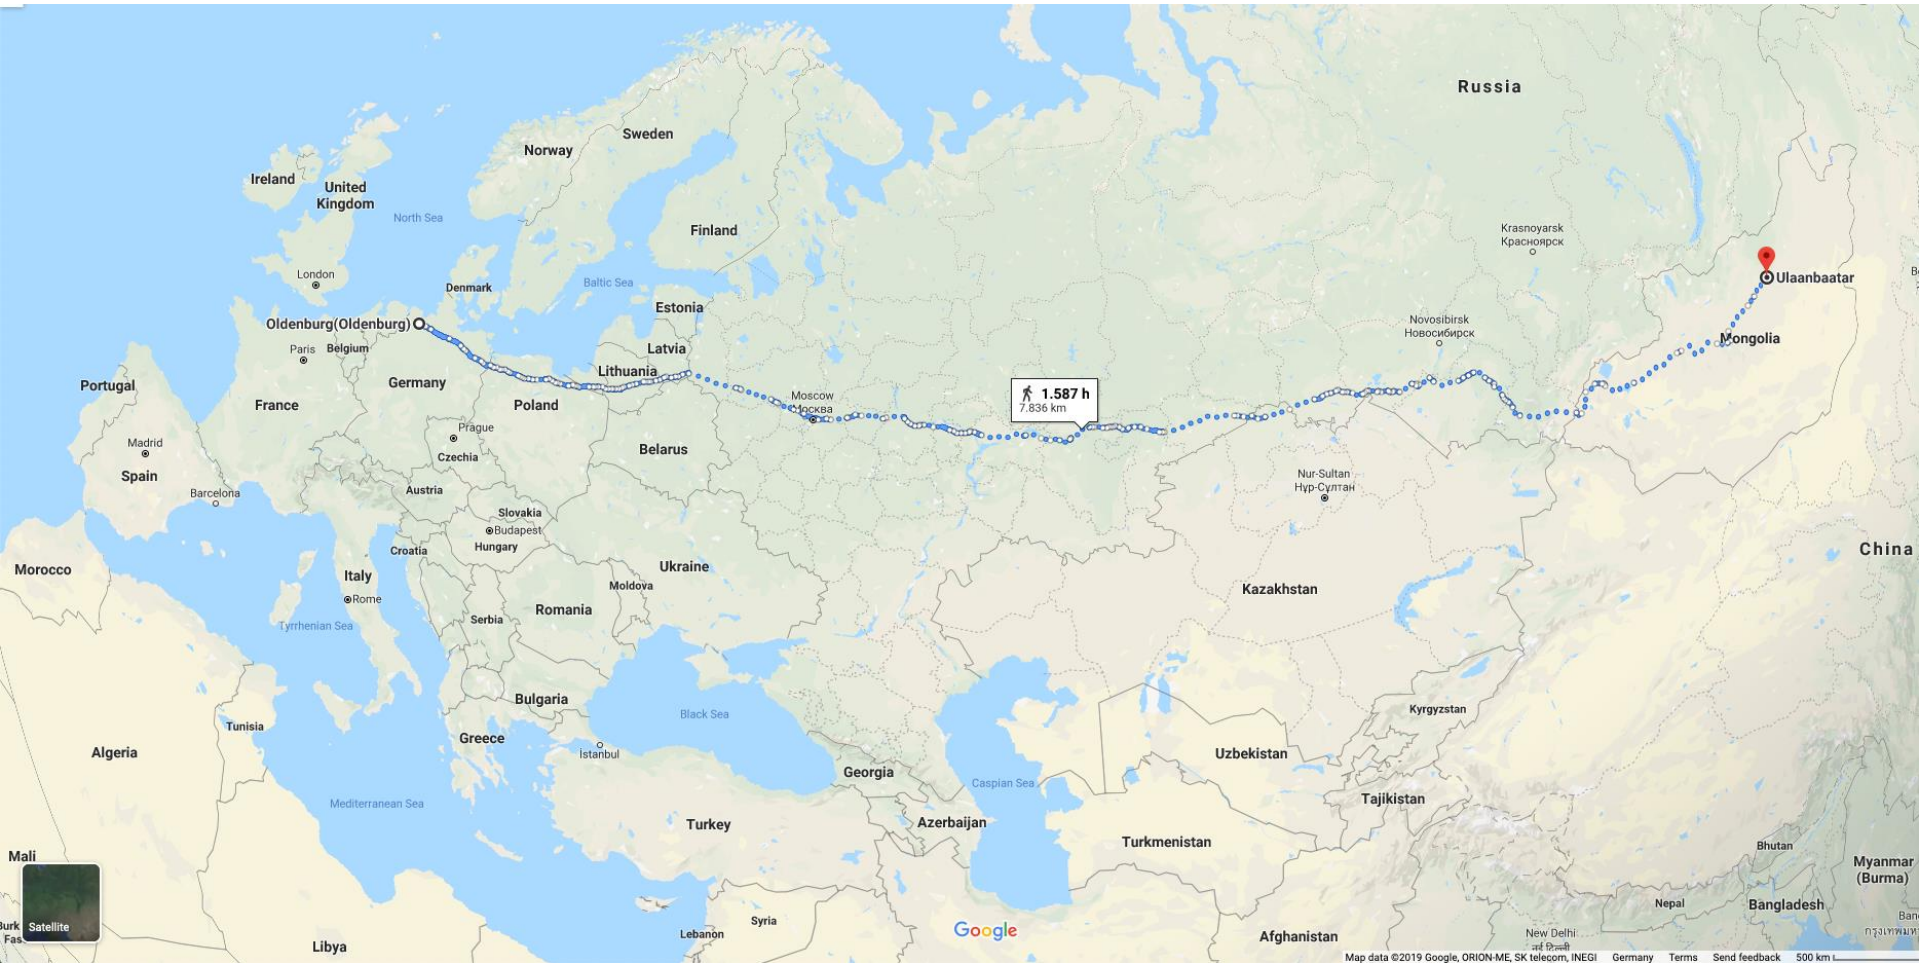 Russia
Sweden
Norway
Ireland
United
Kingdom
North Sea
Finland
Krasnoyarsk
Красноярск
London
Ulaanbaatar
Denmark
Baltic Sea
Estonia
Oldenburg(Oldenburg)
Novosibirsk
Новосибирск
Mongolia
Paris
Belgium
Latvia
Lithuania
Portugal
Germany
1.587 h
7.836 km
Moscow
Москва
France
Poland
Prague
Madrid
Belarus
Czechia
Spain
Nur-Sultan
Нұр-Сұлтан
Barcelona
Austria
Slovakia
Budapest
Hungary
Croatia
China
Morocco
Italy
Ukraine
Moldova
Kazakhstan
Rome
Romania
Serbia
Tyrrhenian Sea
Bulgaria
Kyrgyzstan
Black Sea
Tunisia
Greece
İstanbul
Algeria
Uzbekistan
Georgia
Caspian Sea
Tajikistan
Mediterranean Sea
Azerbaijan
Turkey
Turkmenistan
Bhutan
Mali
Myanmar
(Burma)
Nepal
Bangladesh
Syria
Satellite
Lebanon
Google
Afghanistan
New Delhi
Libya
Map data ©2019 Google, ORION-ME, SK telecom, INEGI Germany Terms Send feedback 500 km